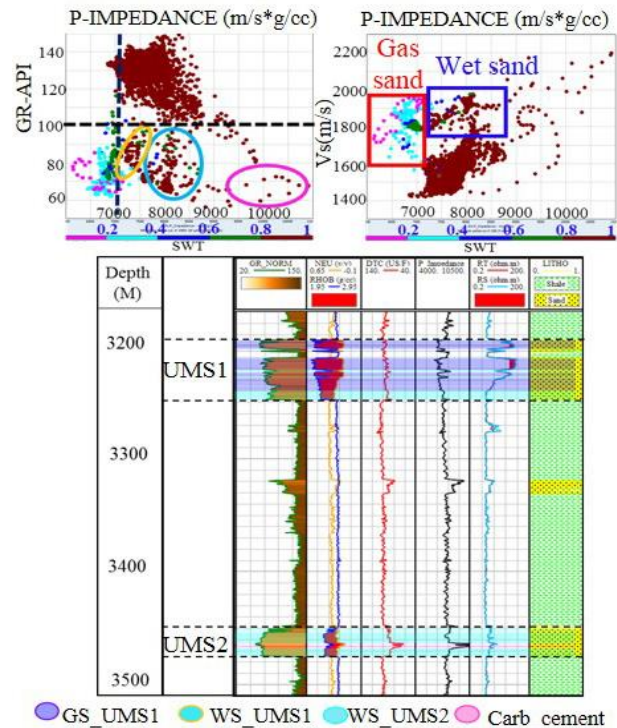 P-IMPEDANCE (m/s*g/cc)
P-IMPEDANCE (m/s*g/cc)
GR-API
140
120
100
80
60
7000 8000 9000 10000
0.2 0.4 0.6 0.8 1
SWT
Vs(m/s)
2200
2000
1800
1600
1400
Gas sand
Wet sand
7000 8000 9000 10000
0.2 0.4 0.6 0.8 1
SWT
Depth (M)
GR_NORM
20. 150.
NEU (v/v)
0.65 -0.1
RHOB (g/cc)
1.95 2.95
DTC (US/F)
140. 40.
P_Impedance
4000. 10500.
RT (ohm.m)
0.2 200.
RS (ohm.m)
0.2 200.
LITHO
0. 1.
Shale
Sand
3200
UMS1
3300
3400
UMS2
3500
GS_UMS1 WS_UMS1 WS_UMS2 Carb_cement